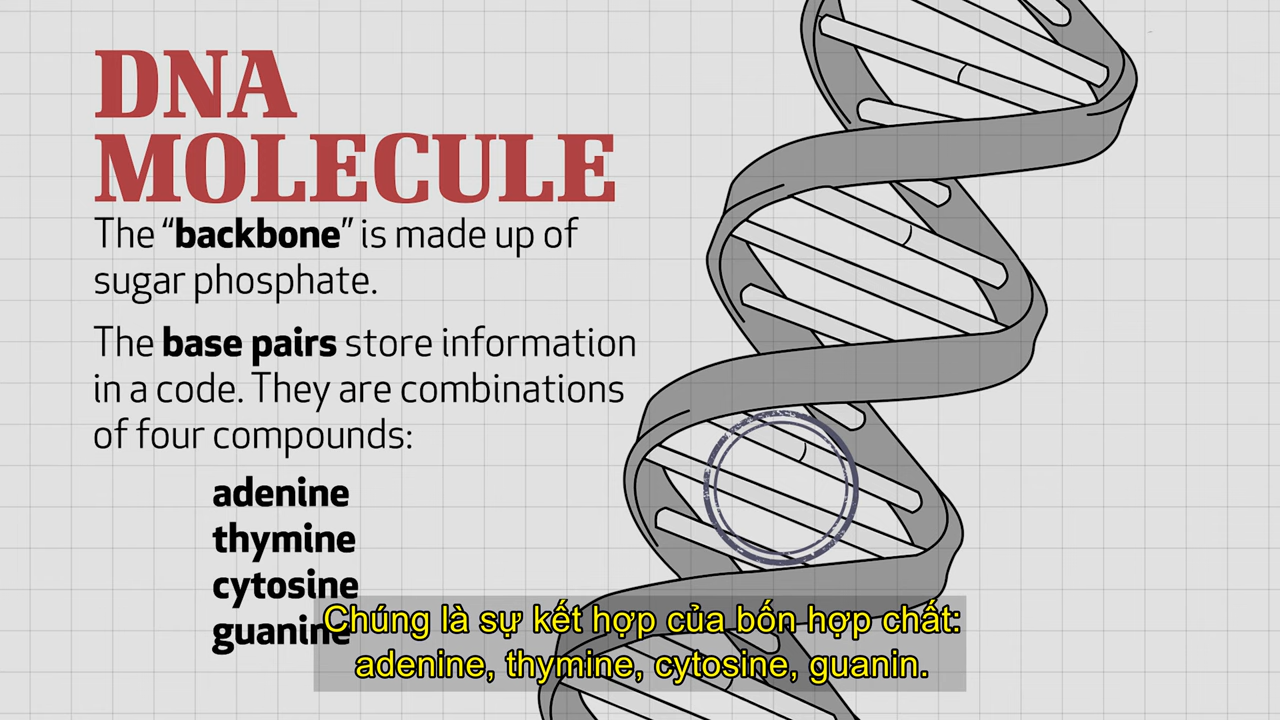 DNA
MOLECULE
The “backbone” is made up of
sugar phosphate.
The base pairs store information
in a code. They are combinations
of four compounds:
adenine
thymine
cytosine
guanine
Chúng là sự kết hợp của bốn hợp chất:
adenine, thymine, cytosine, guanin.